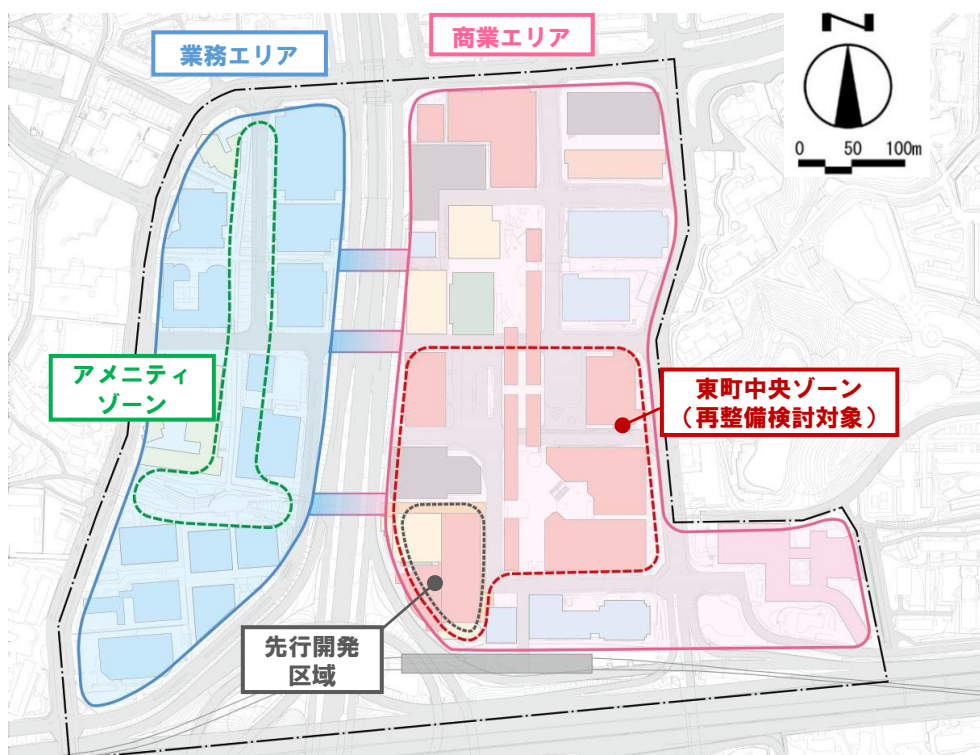 業務エリア
商業エリア
N
0 50 100m
アメニティ
ゾーン
東町中央ゾーン
（再整備検討対象）
先行開発
区域